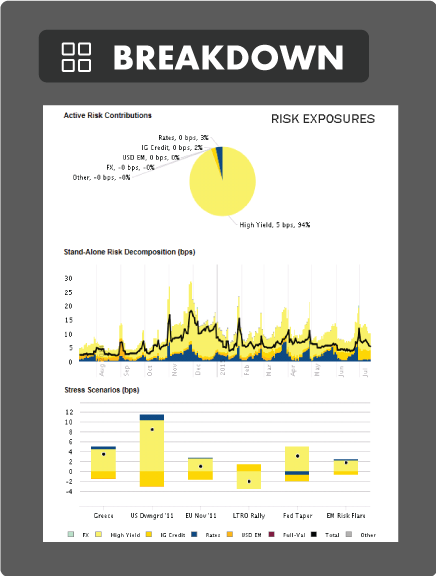 BREAKDOWN
Active Risk Contributions
RISK EXPOSURES
Rates, 0 bps, 3%
IG Credit, 0 bps, 2%
USD EM, 0 bps, 0%
FX, -0 bps, -0%
Other, -0 bps, -0%
High Yield, 5 bps, 94%
Stand-Alone Risk Decomposition (bps)
30
25
20
15
10
5
0
Aug Sep Oct Nov Dec 201 Feb Mar Apr May Jun Jul
Stress Scenarios (bps)
12
10
8
6
4
2
0
-2
-4
Greece US Dwngrd '11 EU Nov '11 LTRO Rally Fed Taper EM Risk Flare
FX High Yield IG Credit Rates USD EM Full-Val Total Other